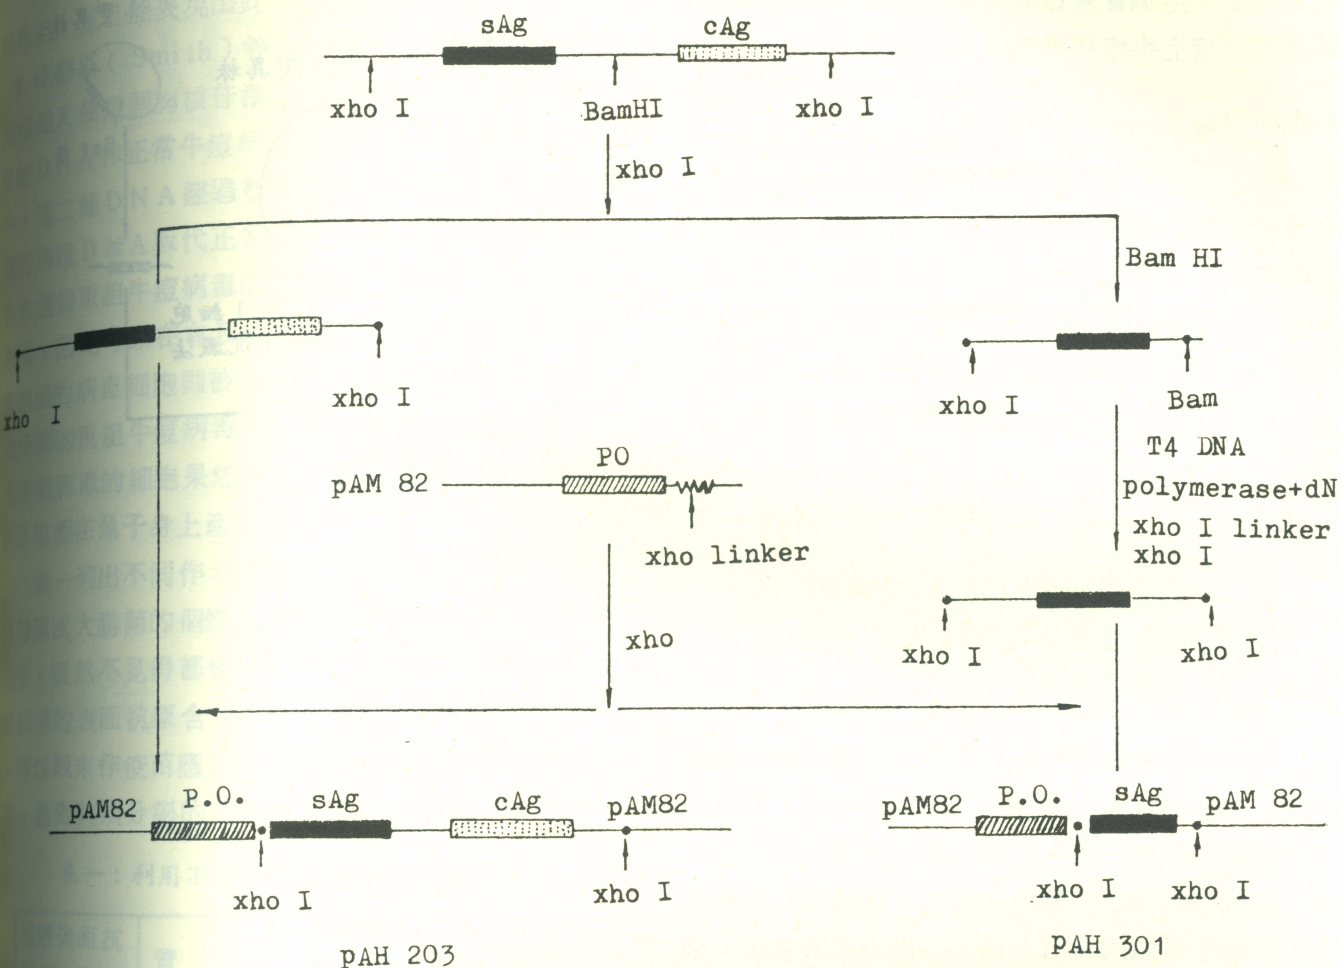 sAg
cAg
xho I
BamHI
xho I
xho I
Bam HI
xho I
xho I
xho I
Bam
PO
pAM 82
xho linker
T4 DNA
polymerase+dN
xho I linker
xho I
xho
xho I
xho I
pAM82
P.O.
sAg
cAg
pAM82
xho I
xho I
pAH 203
pAM82
P.O.
sAg
pAM 82
xho I
xho I
pAH 301